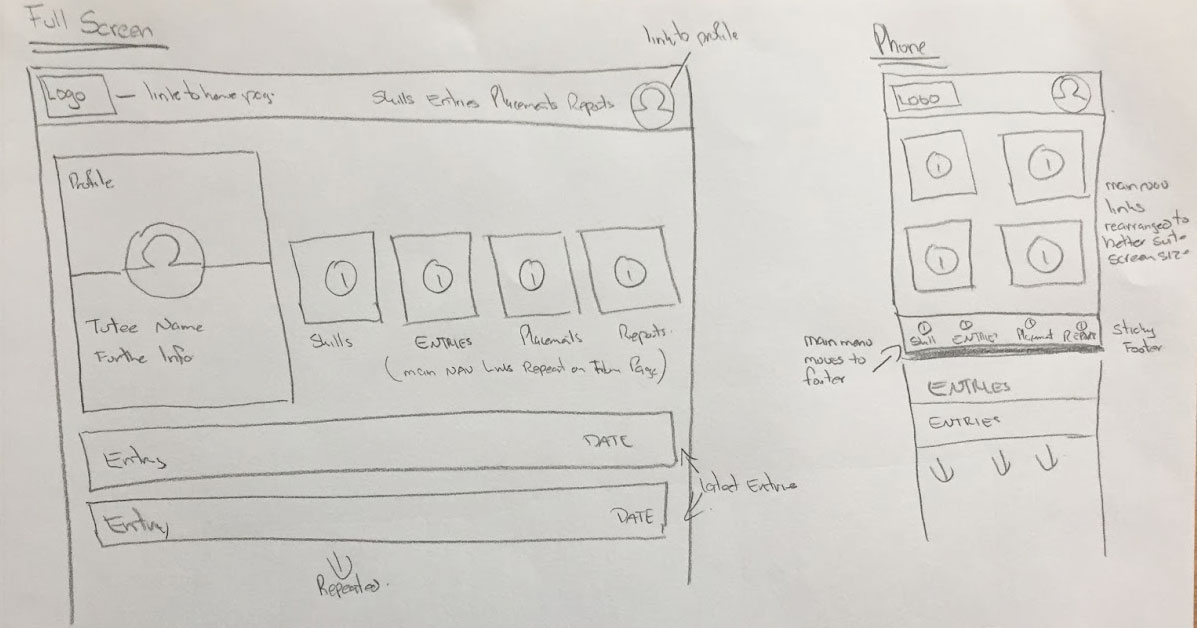 Full Screen
link to profile
Logo
link to home page
Skills Entries Placements Reports
Profile
Tutee Name
Further Info
Skills
ENTRIES
Placements
Reports
(main NAV Links Repeat on Page)
Entry
DATE
Entry
DATE
latest Entries
Repeated.
Phone
LOGO
main nav
links
rearranged to
better suit
screen size
main menu
moves to
footer
Skill
ENTRIES
Placment
REPORT
Sticky
Footer
ENTRIES
ENTRIES